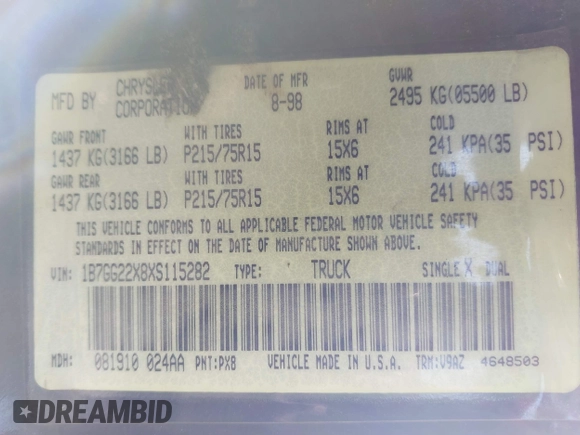 MFD BY CHRYSLER CORPORATION DATE OF MFR 8-98 GVWR 2495 KG(05500 LB)
GAWR FRONT WITH TIRES RIMS AT COLD
1437 KG(3166 LB) P215/75R15 15X6 241 KPA(35 PSI)
GAWR REAR WITH TIRES RIMS AT COLD
1437 KG(3166 LB) P215/75R15 15X6 241 KPA(35 PSI)
THIS VEHICLE CONFORMS TO ALL APPLICABLE FEDERAL MOTOR VEHICLE SAFETY
STANDARDS IN EFFECT ON THE DATE OF MANUFACTURE SHOWN ABOVE.
VIN: 1B7GG22X8XS115282 TYPE: TRUCK SINGLE X DUAL
MDH: 081910 024AA PNT:PX8 VEHICLE MADE IN U.S.A. TRM:V9AZ 4648503
DREAMBID